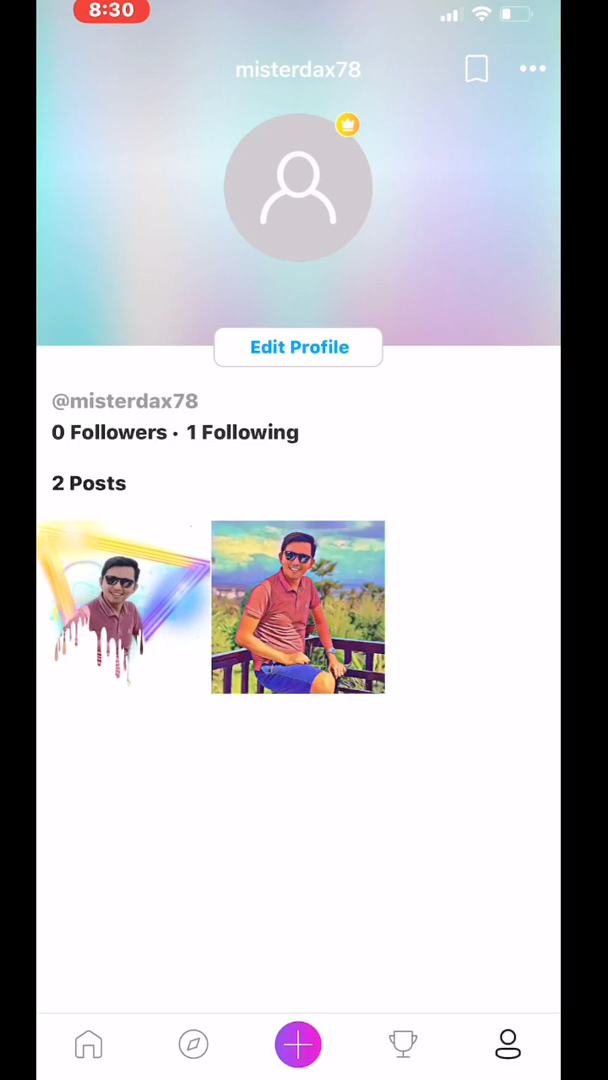 8:30
misterdax78
Edit Profile
@misterdax78
0 Followers • 1 Following
2 Posts